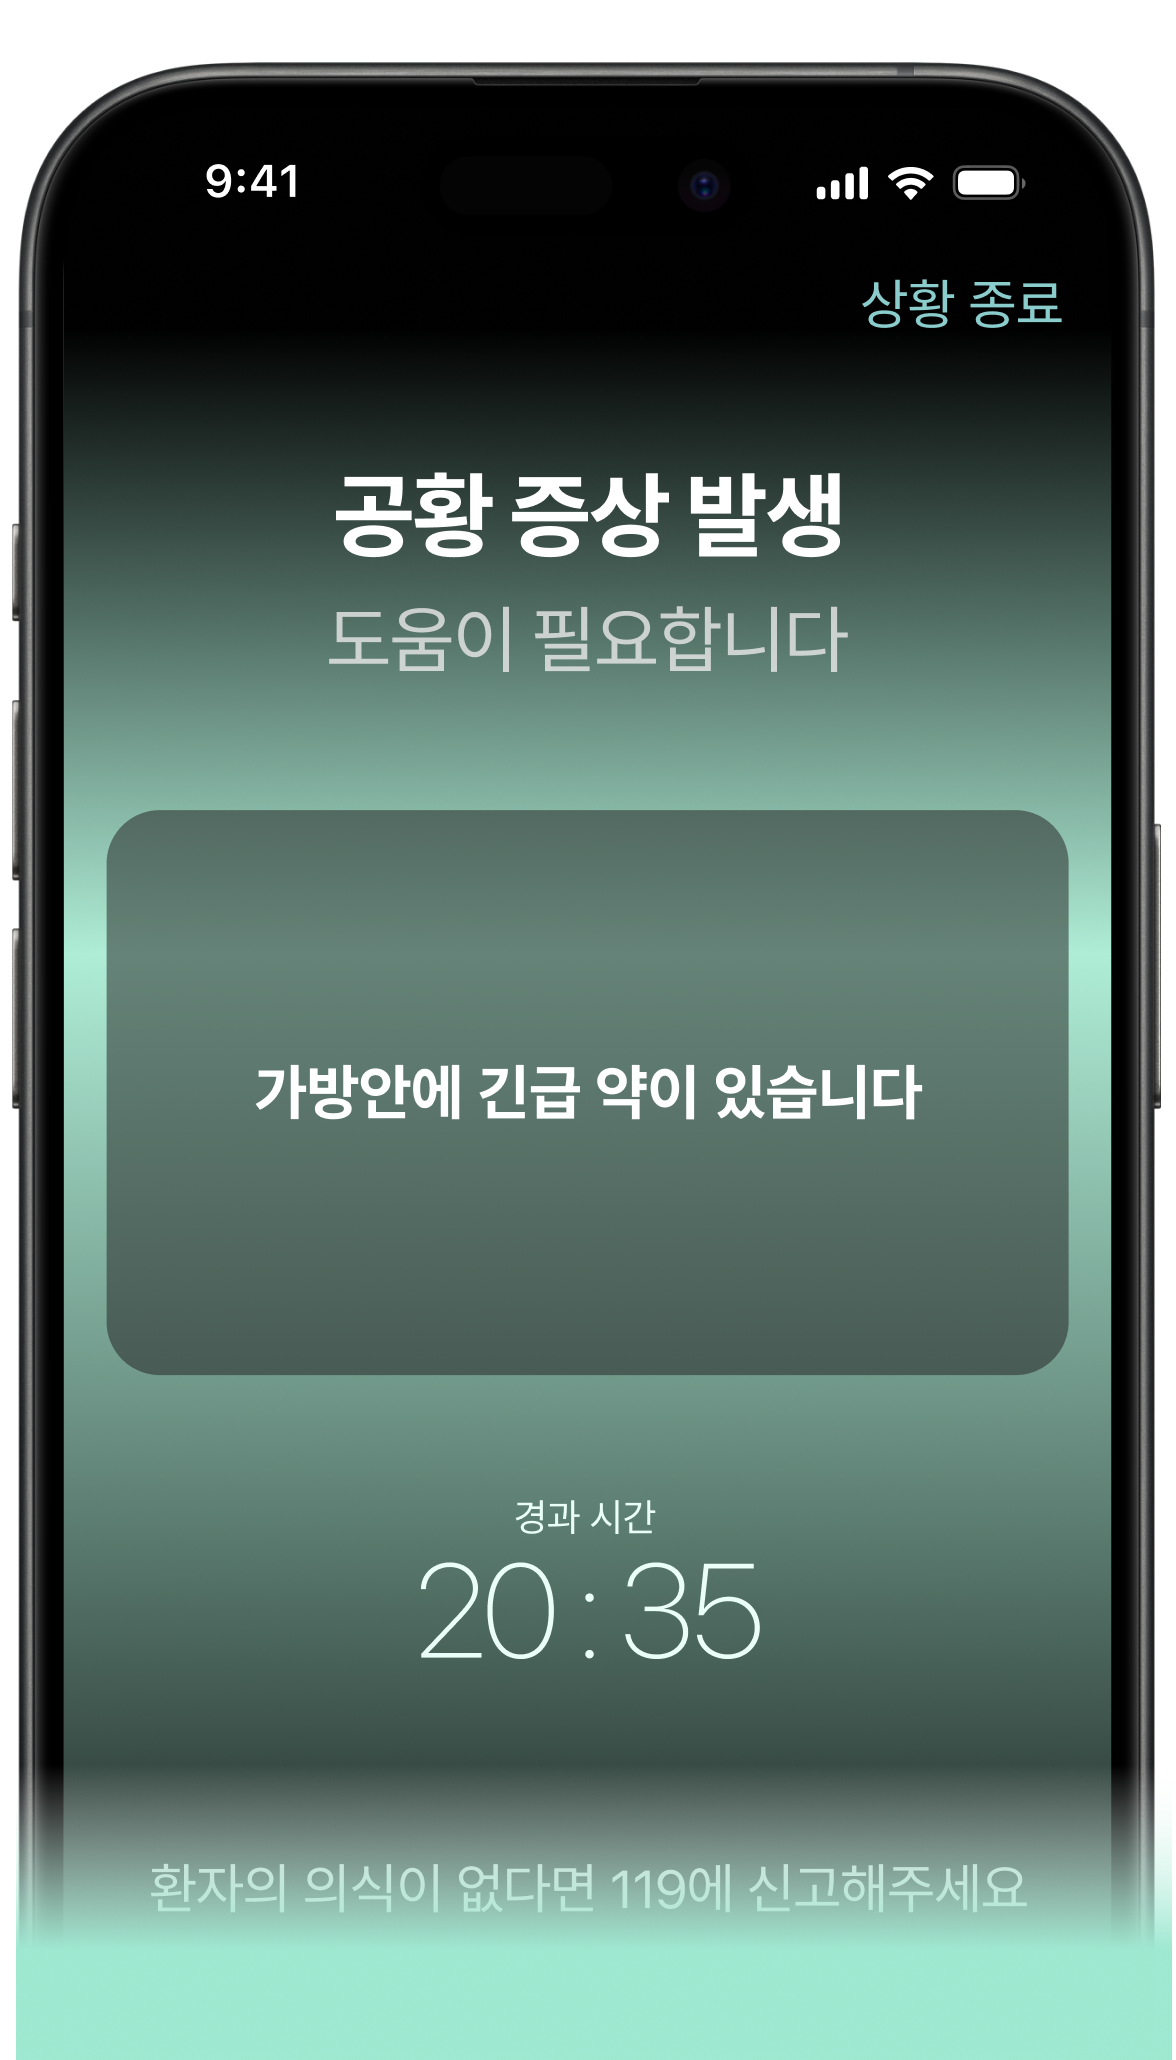 9:41
상황 종료
공황 증상 발생
도움이 필요합니다
가방안에 긴급 약이 있습니다
경과 시간
20 : 35
환자의 의식이 없다면 119에 신고해주세요